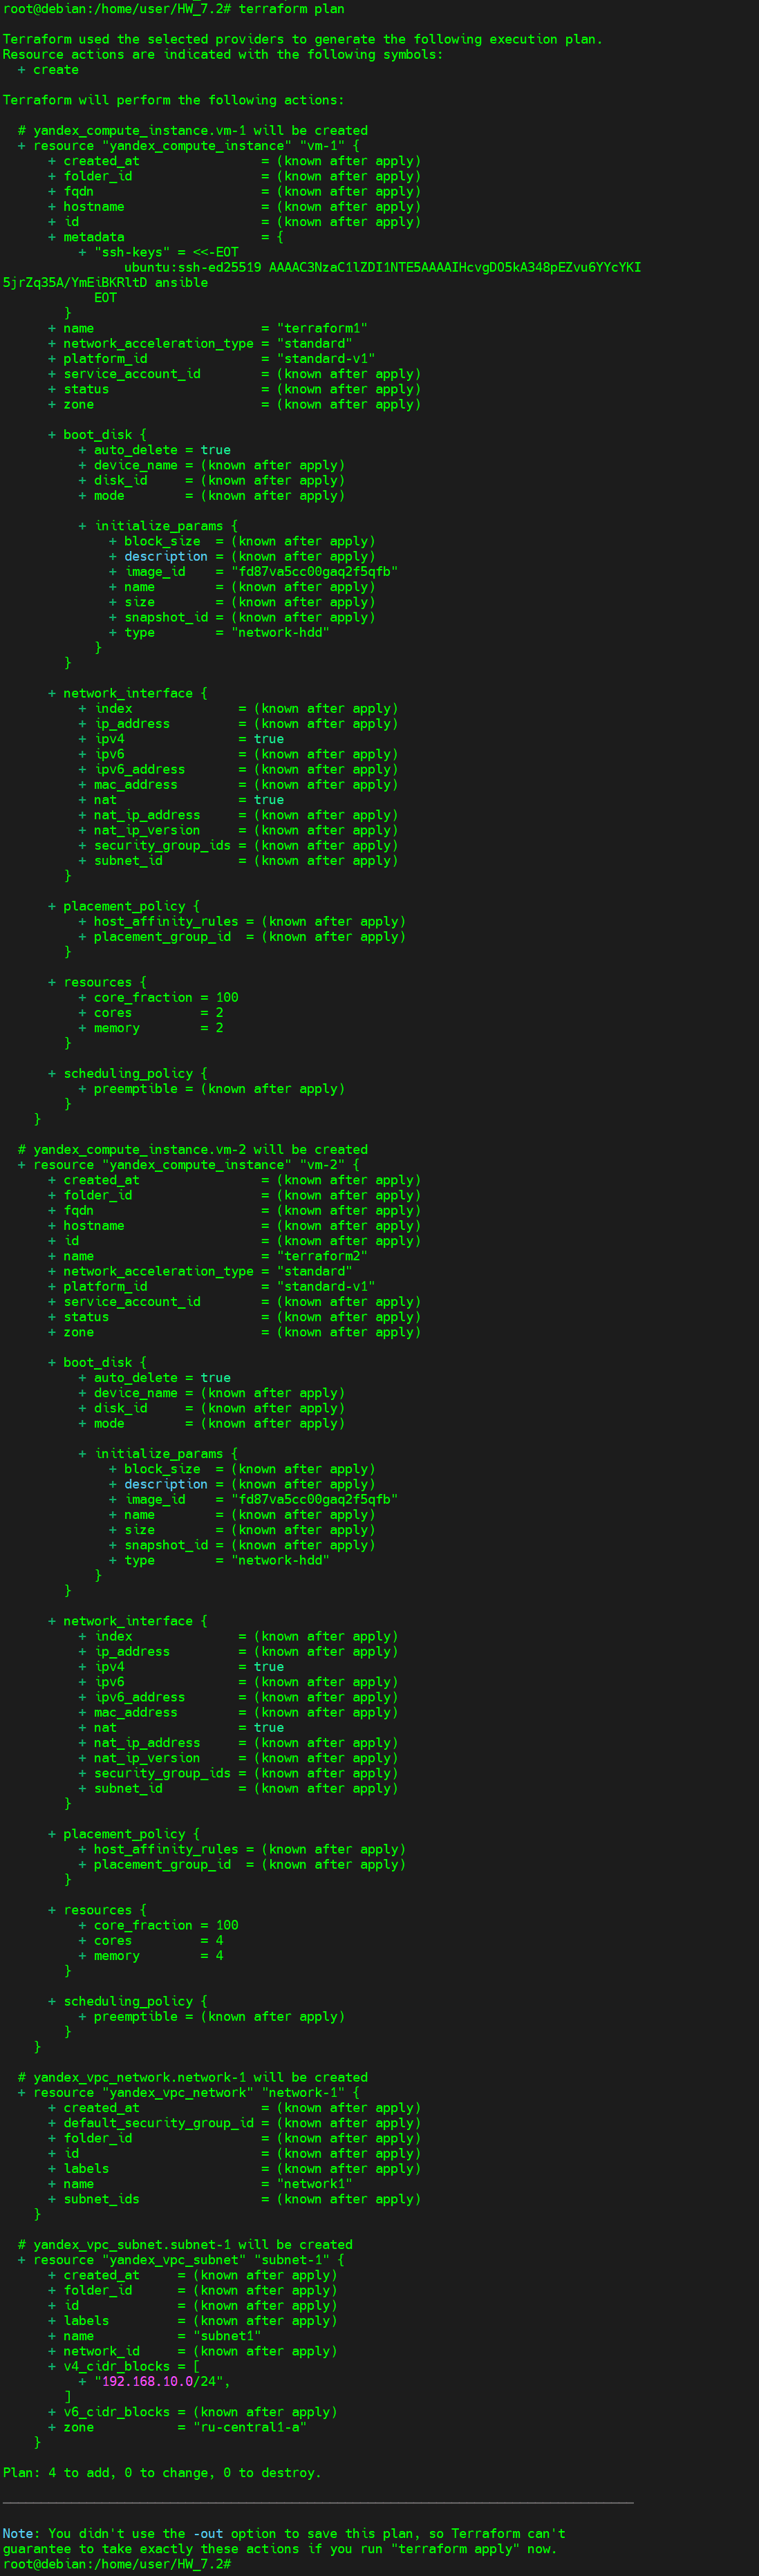 root@debian:/home/user/HW_7.2# terraform plan

Terraform used the selected providers to generate the following execution plan.
Resource actions are indicated with the following symbols:
  + create

Terraform will perform the following actions:

  # yandex_compute_instance.vm-1 will be created
  + resource "yandex_compute_instance" "vm-1" {
      + created_at                = (known after apply)
      + folder_id                 = (known after apply)
      + fqdn                      = (known after apply)
      + hostname                  = (known after apply)
      + id                        = (known after apply)
      + metadata                  = {
          + "ssh-keys" = <<-EOT
                ubuntu:ssh-ed25519 AAAAC3NzaC1lZDI1NTE5AAAAIHcvgDO5kA348pEZvu6YYcYKI
5jrZq35A/YmEiBKRltD ansible
            EOT
        }
      + name                      = "terraform1"
      + network_acceleration_type = "standard"
      + platform_id               = "standard-v1"
      + service_account_id        = (known after apply)
      + status                    = (known after apply)
      + zone                      = (known after apply)

      + boot_disk {
          + auto_delete = true
          + device_name = (known after apply)
          + disk_id     = (known after apply)
          + mode        = (known after apply)

          + initialize_params {
              + block_size  = (known after apply)
              + description = (known after apply)
              + image_id    = "fd87va5cc00gaq2f5qfb"
              + name        = (known after apply)
              + size        = (known after apply)
              + snapshot_id = (known after apply)
              + type        = "network-hdd"
            }
        }

      + network_interface {
          + index              = (known after apply)
          + ip_address         = (known after apply)
          + ipv4               = true
          + ipv6               = (known after apply)
          + ipv6_address       = (known after apply)
          + mac_address        = (known after apply)
          + nat                = true
          + nat_ip_address     = (known after apply)
          + nat_ip_version     = (known after apply)
          + security_group_ids = (known after apply)
          + subnet_id          = (known after apply)
        }

      + placement_policy {
          + host_affinity_rules = (known after apply)
          + placement_group_id  = (known after apply)
        }

      + resources {
          + core_fraction = 100
          + cores         = 2
          + memory        = 2
        }

      + scheduling_policy {
          + preemptible = (known after apply)
        }
    }

  # yandex_compute_instance.vm-2 will be created
  + resource "yandex_compute_instance" "vm-2" {
      + created_at                = (known after apply)
      + folder_id                 = (known after apply)
      + fqdn                      = (known after apply)
      + hostname                  = (known after apply)
      + id                        = (known after apply)
      + name                      = "terraform2"
      + network_acceleration_type = "standard"
      + platform_id               = "standard-v1"
      + service_account_id        = (known after apply)
      + status                    = (known after apply)
      + zone                      = (known after apply)

      + boot_disk {
          + auto_delete = true
          + device_name = (known after apply)
          + disk_id     = (known after apply)
          + mode        = (known after apply)

          + initialize_params {
              + block_size  = (known after apply)
              + description = (known after apply)
              + image_id    = "fd87va5cc00gaq2f5qfb"
              + name        = (known after apply)
              + size        = (known after apply)
              + snapshot_id = (known after apply)
              + type        = "network-hdd"
            }
        }

      + network_interface {
          + index              = (known after apply)
          + ip_address         = (known after apply)
          + ipv4               = true
          + ipv6               = (known after apply)
          + ipv6_address       = (known after apply)
          + mac_address        = (known after apply)
          + nat                = true
          + nat_ip_address     = (known after apply)
          + nat_ip_version     = (known after apply)
          + security_group_ids = (known after apply)
          + subnet_id          = (known after apply)
        }

      + placement_policy {
          + host_affinity_rules = (known after apply)
          + placement_group_id  = (known after apply)
        }

      + resources {
          + core_fraction = 100
          + cores         = 4
          + memory        = 4
        }

      + scheduling_policy {
          + preemptible = (known after apply)
        }
    }

  # yandex_vpc_network.network-1 will be created
  + resource "yandex_vpc_network" "network-1" {
      + created_at                = (known after apply)
      + default_security_group_id = (known after apply)
      + folder_id                 = (known after apply)
      + id                        = (known after apply)
      + labels                    = (known after apply)
      + name                      = "network1"
      + subnet_ids                = (known after apply)
    }

  # yandex_vpc_subnet.subnet-1 will be created
  + resource "yandex_vpc_subnet" "subnet-1" {
      + created_at     = (known after apply)
      + folder_id      = (known after apply)
      + id             = (known after apply)
      + labels         = (known after apply)
      + name           = "subnet1"
      + network_id     = (known after apply)
      + v4_cidr_blocks = [
          + "192.168.10.0/24",
        ]
      + v6_cidr_blocks = (known after apply)
      + zone           = "ru-central1-a"
    }

Plan: 4 to add, 0 to change, 0 to destroy.

Note: You didn't use the -out option to save this plan, so Terraform can't
guarantee to take exactly these actions if you run "terraform apply" now.
root@debian:/home/user/HW_7.2#